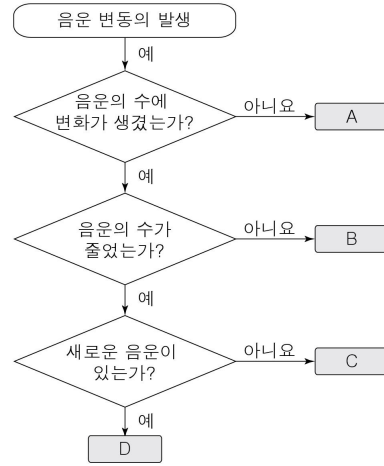 음운 변동의 발생
예
음운의 수에
변화가 생겼는가?
아니요
A
예
음운의 수가
줄었는가?
아니요
B
예
새로운 음운이
있는가?
아니요
C
예
D